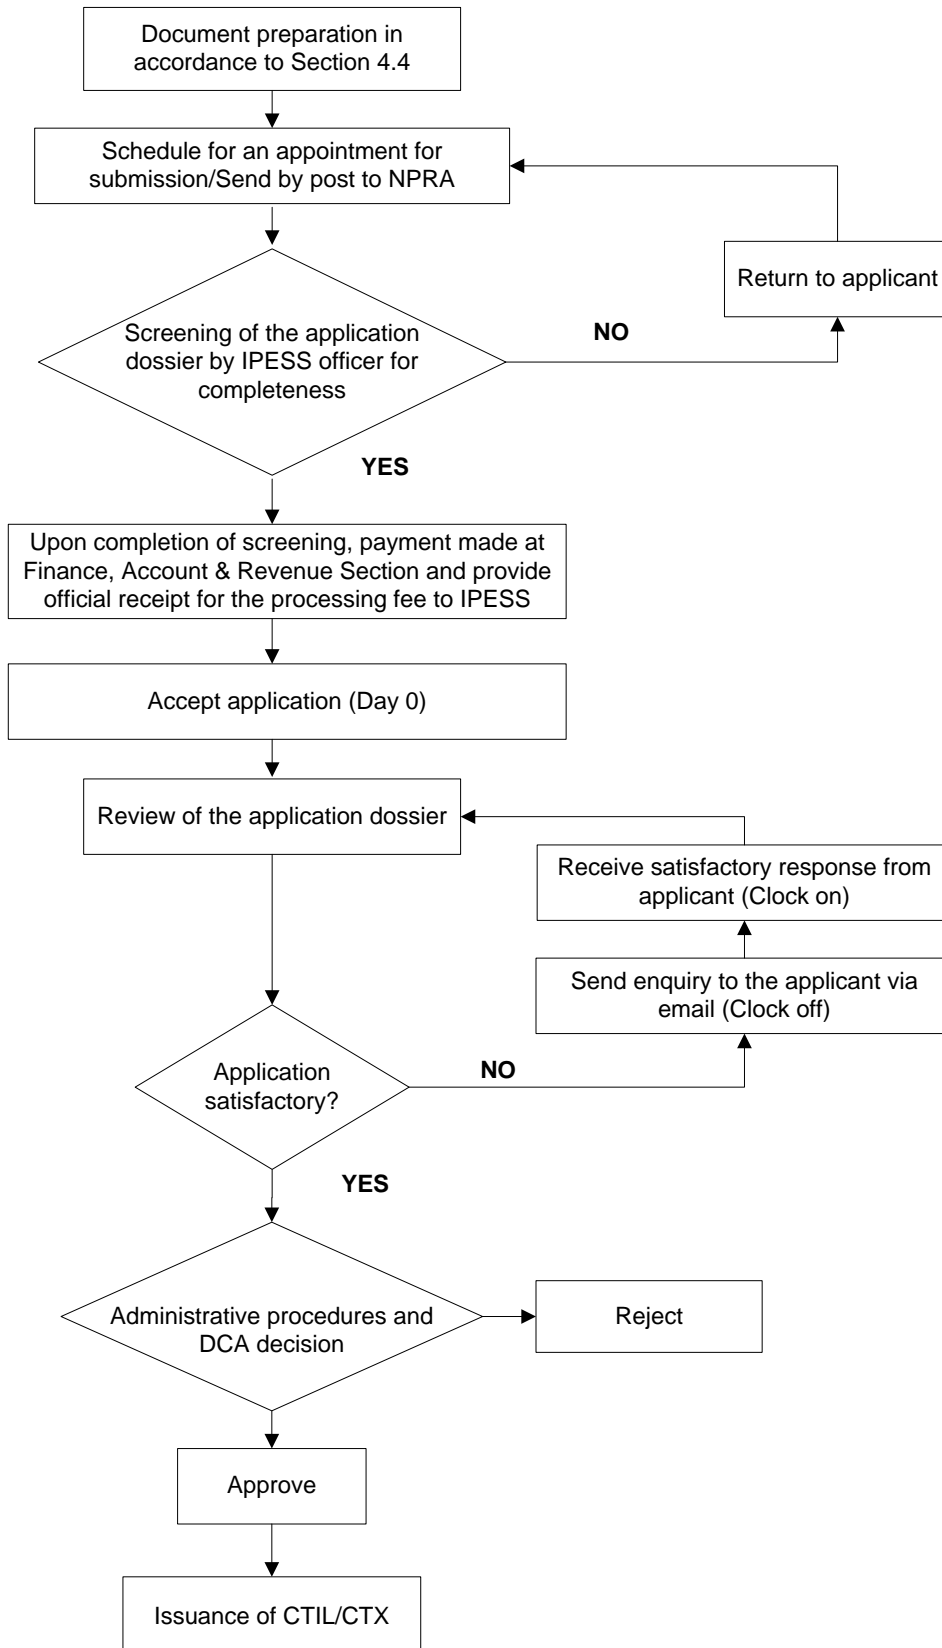 Document preparation in
accordance to Section 4.4
Schedule for an appointment for
submission/Send by post to NPRA
Return to applicant
Screening of the application
dossier by IPESS officer for
completeness
NO
YES
Upon completion of screening, payment made at
Finance, Account & Revenue Section and provide
official receipt for the processing fee to IPESS
Accept application (Day 0)
Review of the application dossier
Receive satisfactory response from
applicant (Clock on)
Send enquiry to the applicant via
email (Clock off)
Application
satisfactory?
NO
YES
Administrative procedures and
DCA decision
Reject
Approve
Issuance of CTIL/CTX